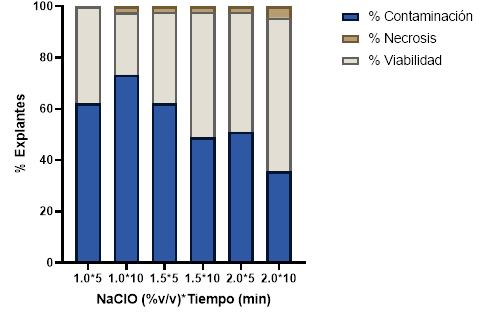 100
80
60
40
20
0
% Explantes
1.0*5 1.0*10 1.5*5 1.5*10 2.0*5 2.0*10
NaClO (%v/v)*Tiempo (min)
% Contaminación
% Necrosis
% Viabilidad